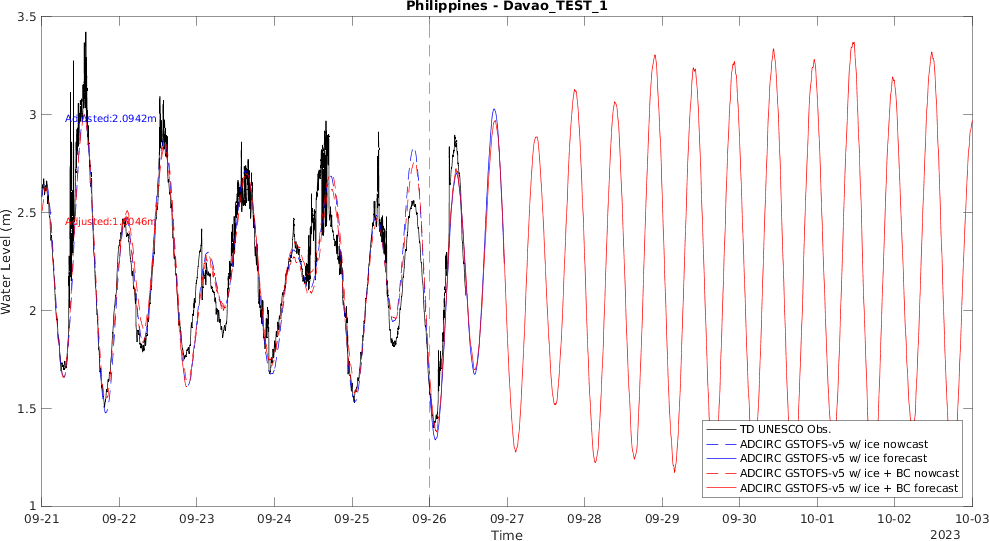 Philippines - Davao_TEST_1
3.5
3
2.5
2
1.5
1
Water Level (m)
Adjusted:2.0942m
TD UNESCO Obs.
ADCIRC GSTOFS-v5 w/ ice nowcast
ADCIRC GSTOFS-v5 w/ ice forecast
ADCIRC GSTOFS-v5 w/ ice + BC nowcast
ADCIRC GSTOFS-v5 w/ ice + BC forecast
09-21 09-22 09-23 09-24 09-25 09-26 09-27 09-28 09-29 09-30 10-01 10-02 10-03
Time
2023